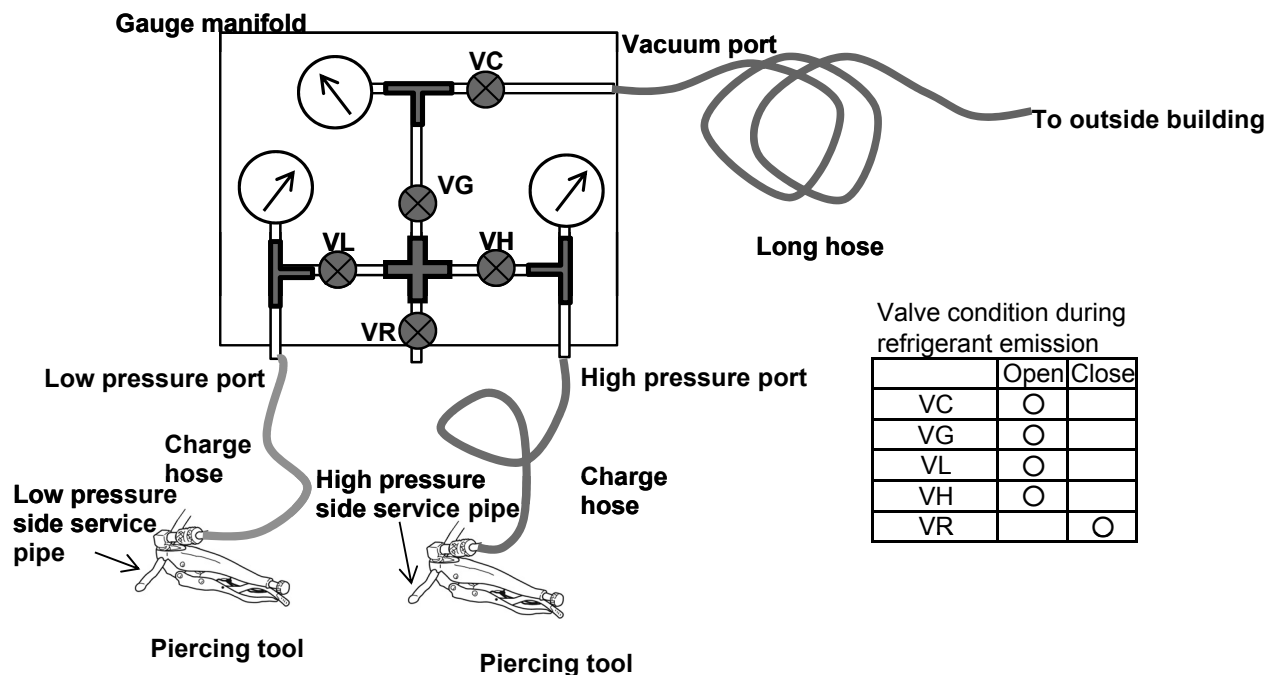 Gauge manifold
Vacuum port
VC
To outside building
VG
VL
VH
Long hose
VR
Low pressure port
High pressure port
Charge
hose
High pressure
side service pipe
Charge
hose
Low pressure
side service
pipe
Piercing tool
Piercing tool
Valve condition during
refrigerant emission
Open Close
VC ○
VG ○
VL ○
VH ○
VR ○